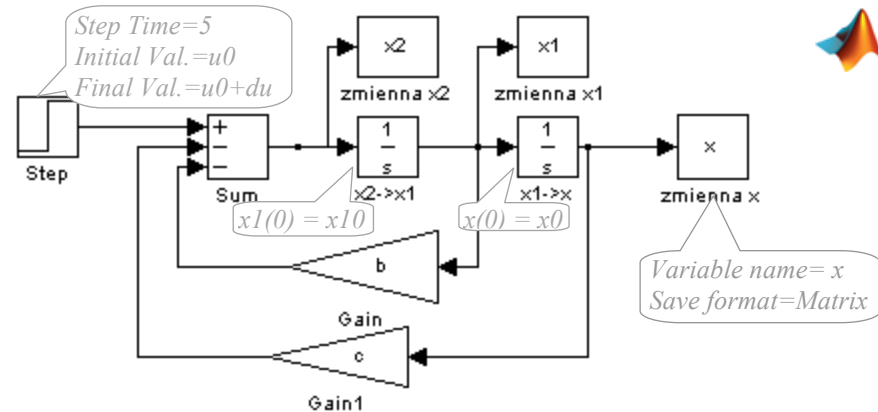 Step Time=5
Initial Val.=u0
Final Val.=u0+du
x2
x1
zmienna x2
zmienna x1
+
−
−
1
s
1
s
x
Step
Sum
x2->x1
x1->x
zmienna x
x1(0) = x10
x(0) = x0
b
Variable name= x
Save format=Matrix
Gain
c
Gain1